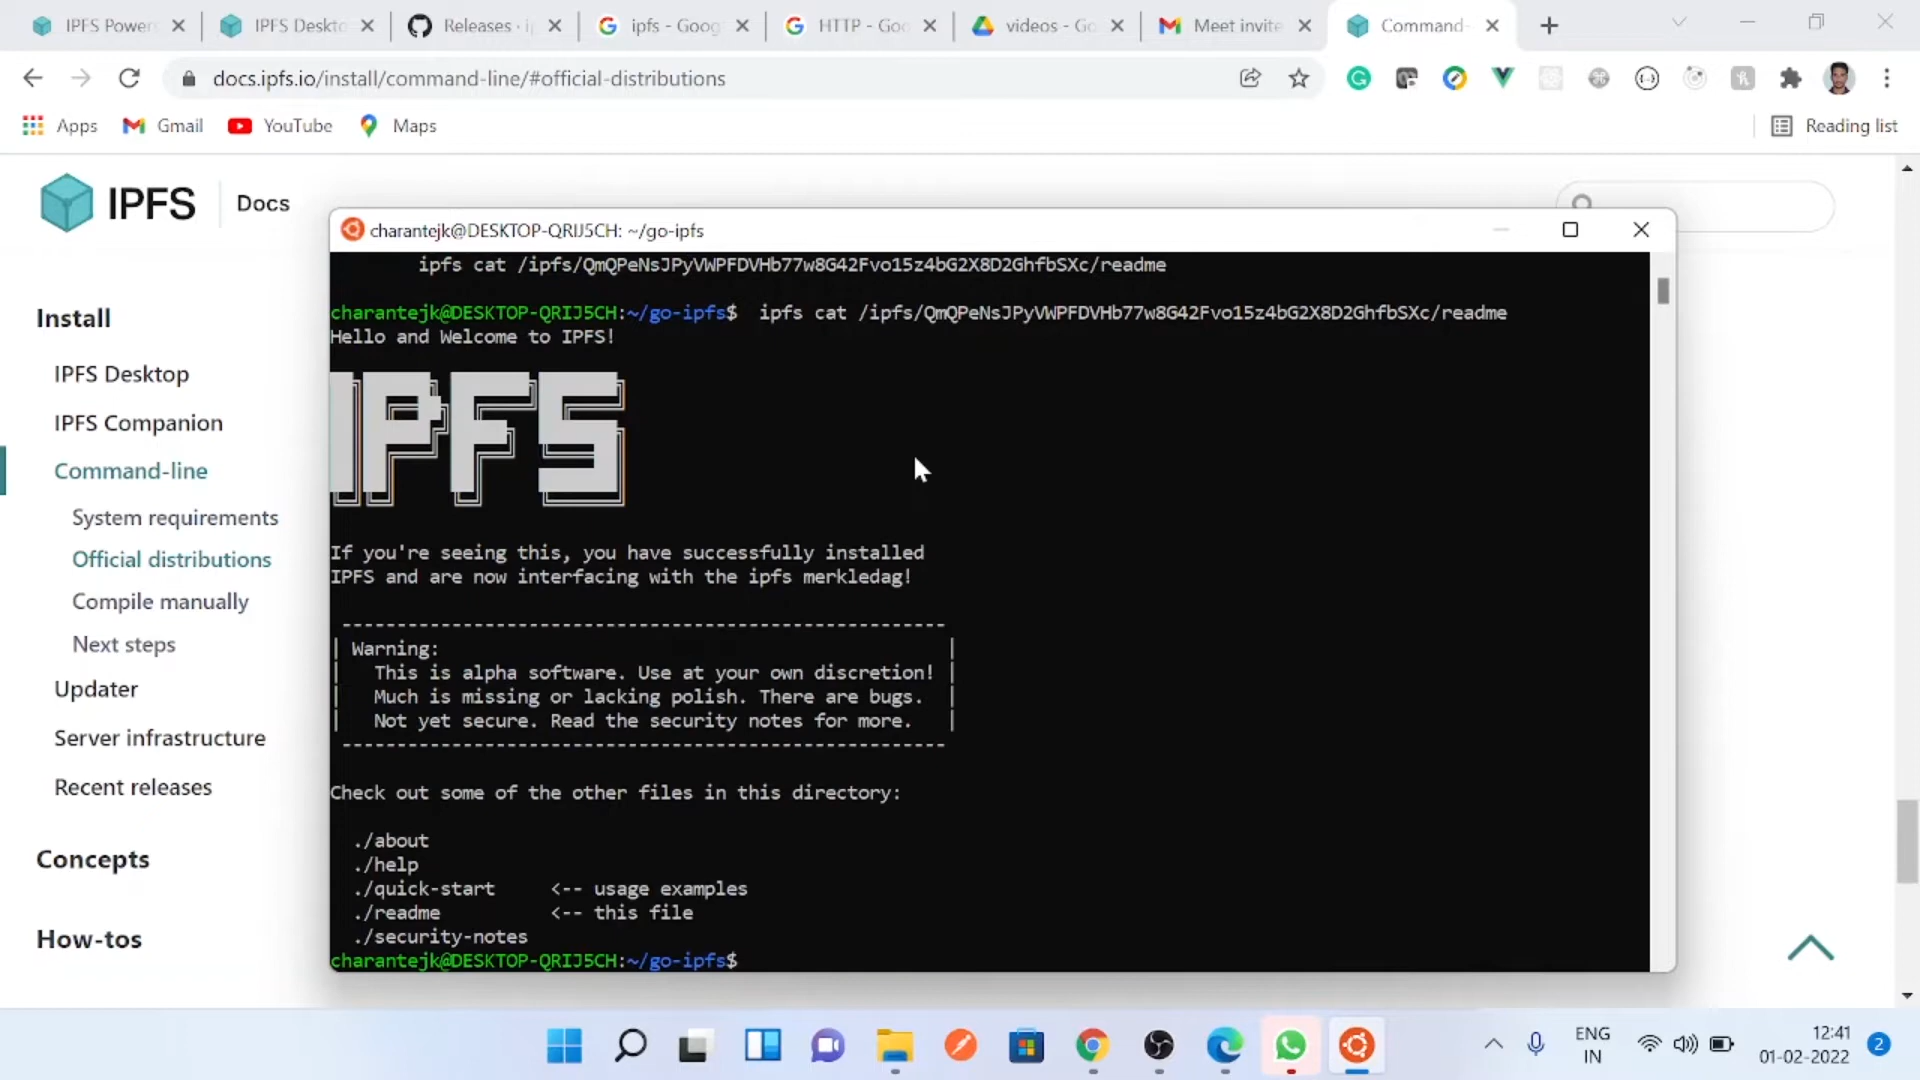 IPFS Powers
IPFS Deskto
Releases · i
ipfs - Goog
HTTP - Goo
videos - Go
Meet invite
Command-
docs.ipfs.io/install/command-line/#official-distributions
Apps
Gmail
YouTube
Maps
Reading list
IPFS
Docs
Install
IPFS Desktop
IPFS Companion
Command-line
System requirements
Official distributions
Compile manually
Next steps
Updater
Server infrastructure
Recent releases
Concepts
How-tos
charantejk@DESKTOP-QRIJ5CH: ~/go-ipfs
ipfs cat /ipfs/QmQPeNsJPyVWPFDVHb77w8G42Fvo15z4bG2X8D2GhfbSXc/readme
charantejk@DESKTOP-QRIJ5CH:~/go-ipfs$ ipfs cat /ipfs/QmQPeNsJPyVWPFDVHb77w8G42Fvo15z4bG2X8D2GhfbSXc/readme
Hello and Welcome to IPFS!
IPFS
If you're seeing this, you have successfully installed
IPFS and are now interfacing with the ipfs merkledag!
-------------------------------------------------------
| Warning: |
| This is alpha software. Use at your own discretion! |
| Much is missing or lacking polish. There are bugs. |
| Not yet secure. Read the security notes for more. |
-------------------------------------------------------
Check out some of the other files in this directory:
./about
./help
./quick-start <-- usage examples
./readme <-- this file
./security-notes
charantejk@DESKTOP-QRIJ5CH:~/go-ipfs$
ENG
IN
12:41
01-02-2022
2